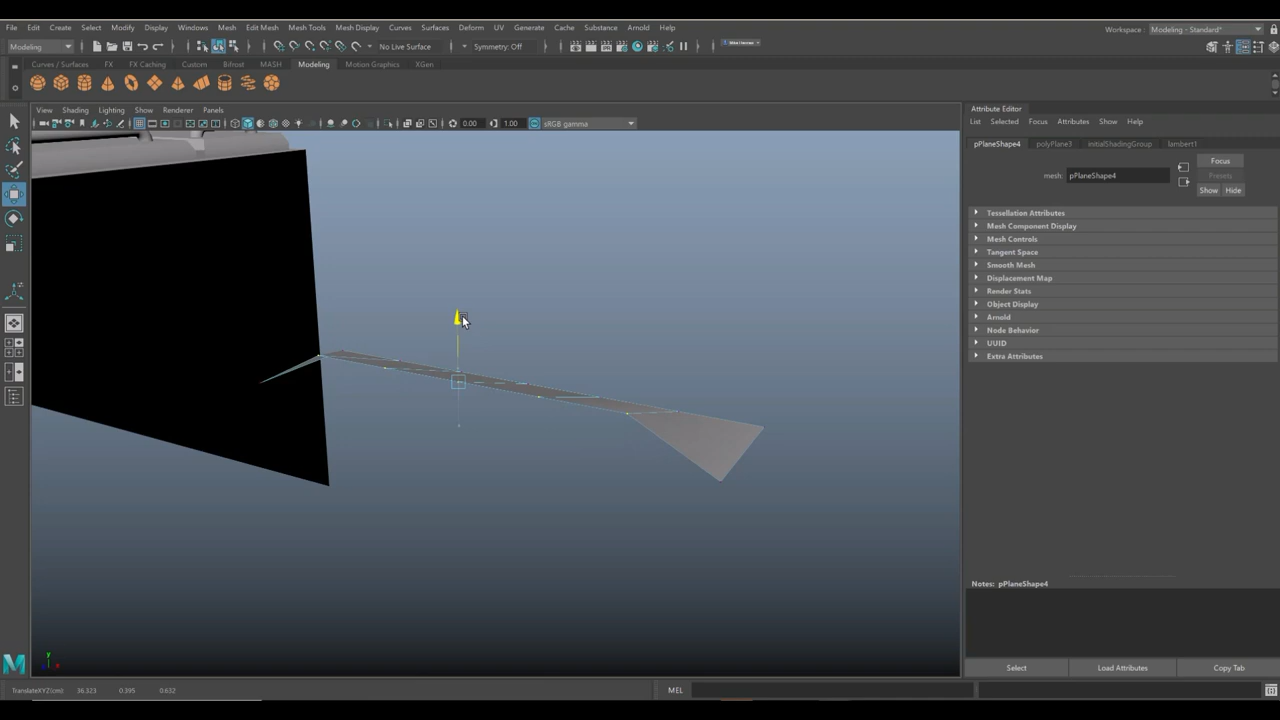 File Edit Create Select Modify Display Windows Mesh Edit Mesh Mesh Tools Mesh Display Curves Surfaces Deform UV Generate Cache Substance Arnold Help
Workspace: Modeling - Standard*
Modeling
No Live Surface
Symmetry: Off
Curves / Surfaces FX FX Caching Custom Bifrost MASH Modeling Motion Graphics XGen
View Shading Lighting Show Renderer Panels
0.00 1.00 sRGB gamma
Attribute Editor
List Selected Focus Attributes Show Help
pPlaneShape4 polyPlane3 initialShadingGroup lambert1
Focus
mesh: pPlaneShape4
Presets
Show Hide
Tessellation Attributes
Mesh Component Display
Mesh Controls
Tangent Space
Smooth Mesh
Displacement Map
Render Stats
Object Display
Arnold
Node Behavior
UUID
Extra Attributes
Notes: pPlaneShape4
y
x
Select Load Attributes Copy Tab
TranslateXYZ(cm): 36.323 0.395 0.632
MEL